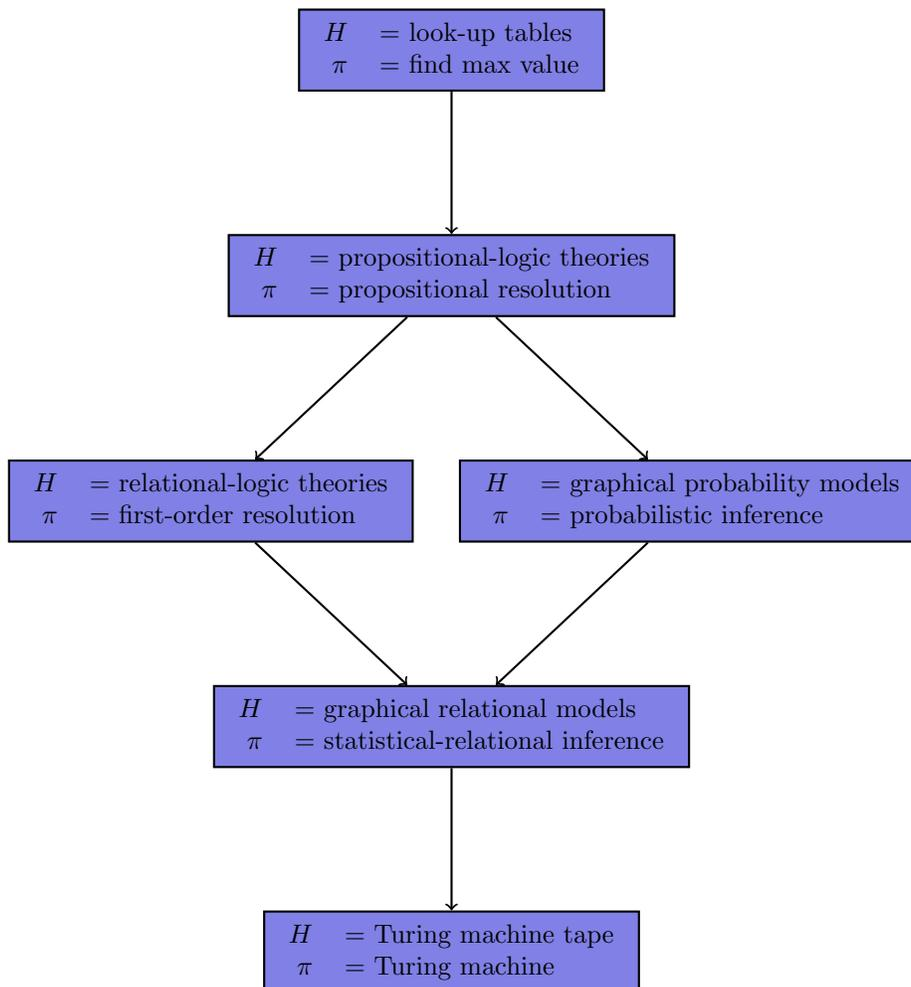 H = look-up tables
π = find max value
H = propositional-logic theories
π = propositional resolution
H = relational-logic theories
π = first-order resolution
H = graphical probability models
π = probabilistic inference
H = graphical relational models
π = statistical-relational inference
H = Turing machine tape
π = Turing machine